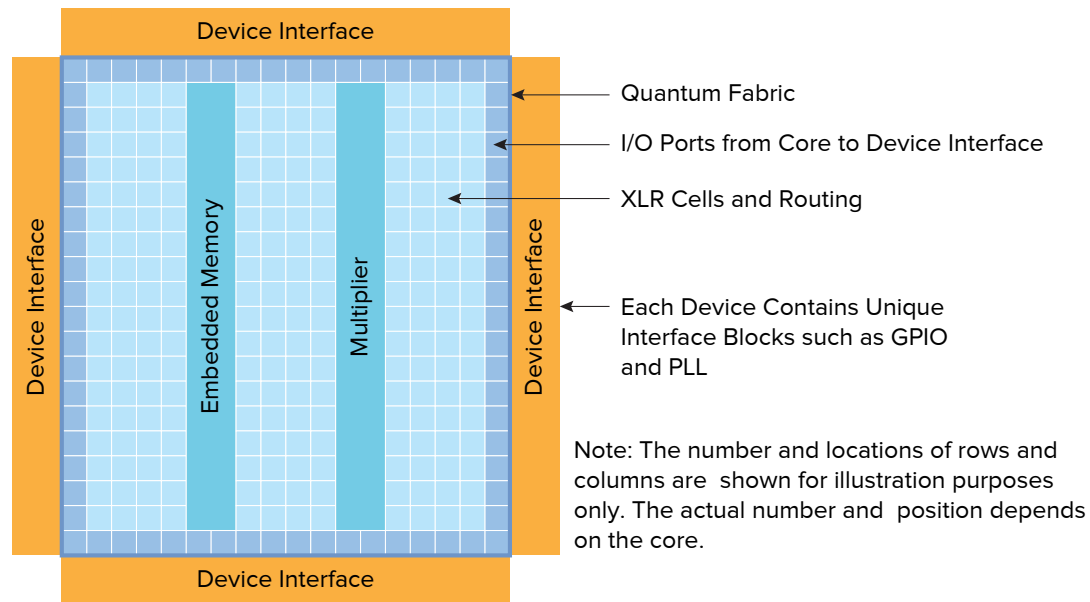 Device Interface
Quantum Fabric
I/O Ports from Core to Device Interface
XLR Cells and Routing
Device Interface
Embedded Memory
Multiplier
Device Interface
Each Device Contains Unique
Interface Blocks such as GPIO
and PLL
Note: The number and locations of rows and
columns are  shown for illustration purposes
only. The actual number and  position depends
on the core.
Device Interface